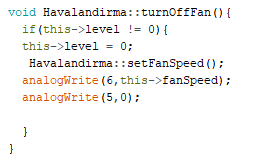 void Havalandirma::turnOffFan(){
if(this->level != 0){
this->level = 0;
Havalandirma::setFanSpeed();
analogWrite(6,this->fanSpeed);
analogWrite(5,0);
}
}